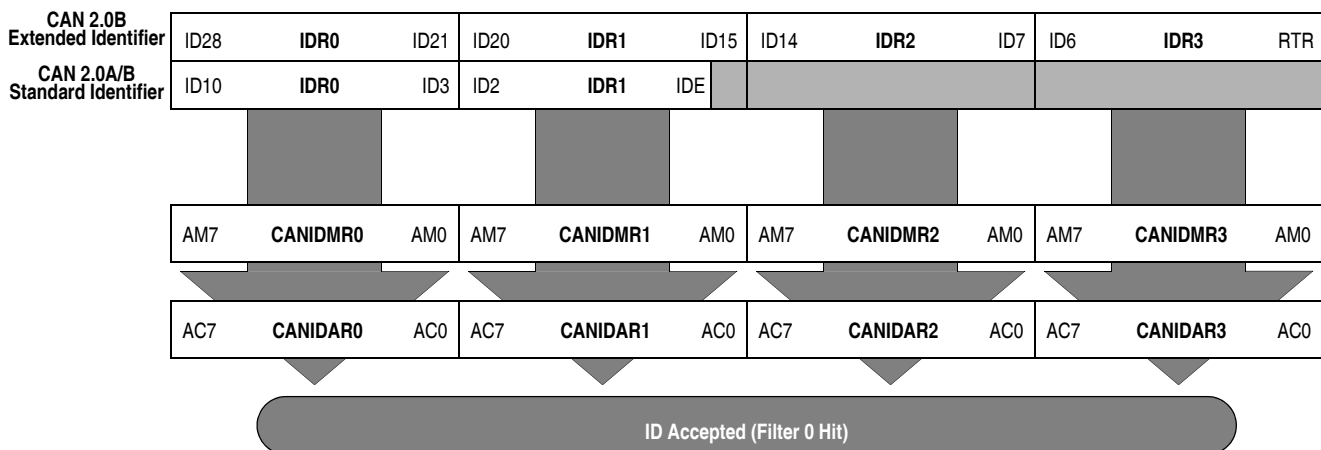 CAN 2.0B
Extended Identifier
ID28 IDR0 ID21 ID20 IDR1 ID15 ID14 IDR2 ID7 ID6 IDR3 RTR
CAN 2.0A/B
Standard Identifier
ID10 IDR0 ID3 ID2 IDR1 IDE
AM7 CANIDMR0 AM0 AM7 CANIDMR1 AM0 AM7 CANIDMR2 AM0 AM7 CANIDMR3 AM0
AC7 CANIDAR0 AC0 AC7 CANIDAR1 AC0 AC7 CANIDAR2 AC0 AC7 CANIDAR3 AC0
ID Accepted (Filter 0 Hit)